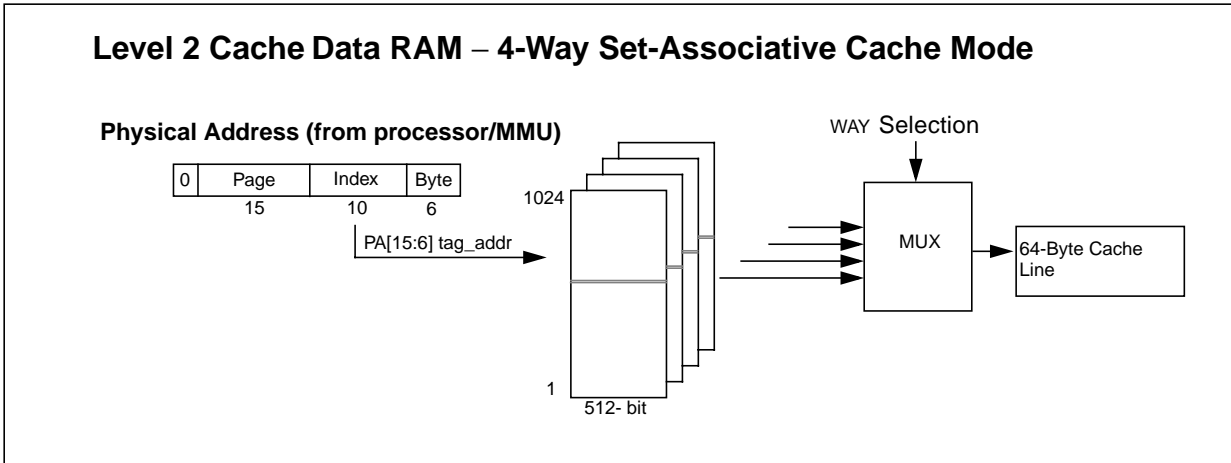 Level 2 Cache Data RAM – 4-Way Set-Associative Cache Mode
Physical Address (from processor/MMU)
WAY Selection
0 Page Index Byte
15 10 6
1024
PA[15:6] tag_addr
MUX
64-Byte Cache
Line
1
512- bit